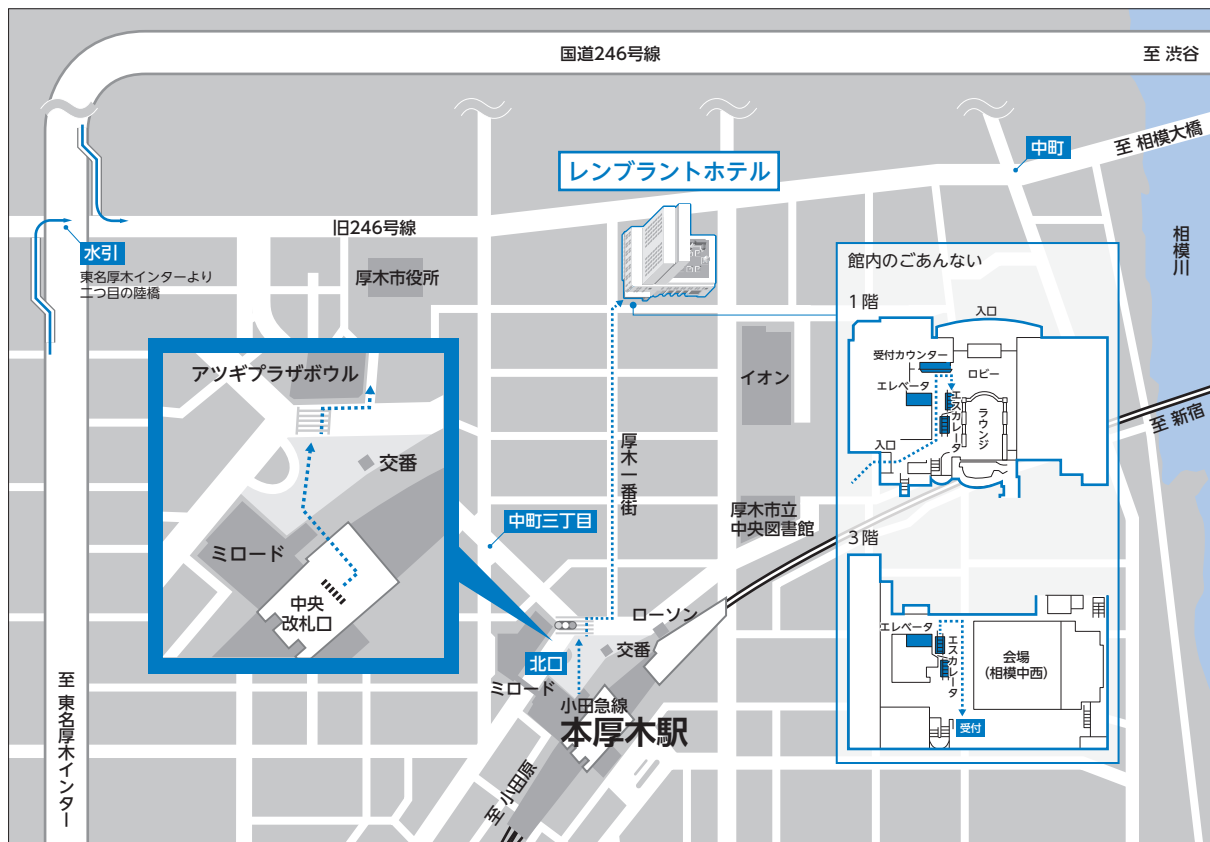 国道246号線
至 渋谷
中町
至 相模大橋
レンブラントホテル
旧246号線
水引
東名厚木インターより
二つ目の陸橋
厚木市役所
相模川
館内のごあんない
1階
入口
受付カウンター
ロビー
エレベータ
エスカレータ
ラウンジ
入口
アツギプラザボウル
イオン
至 新宿
交番
厚木一番街
厚木市立
中央図書館
中町三丁目
ミロード
3階
中央
改札口
ローソン
エレベータ
エスカレータ
会場
(相模中西)
交番
北口
ミロード
小田急線
本厚木駅
受付
至 東名厚木インター
至 小田原